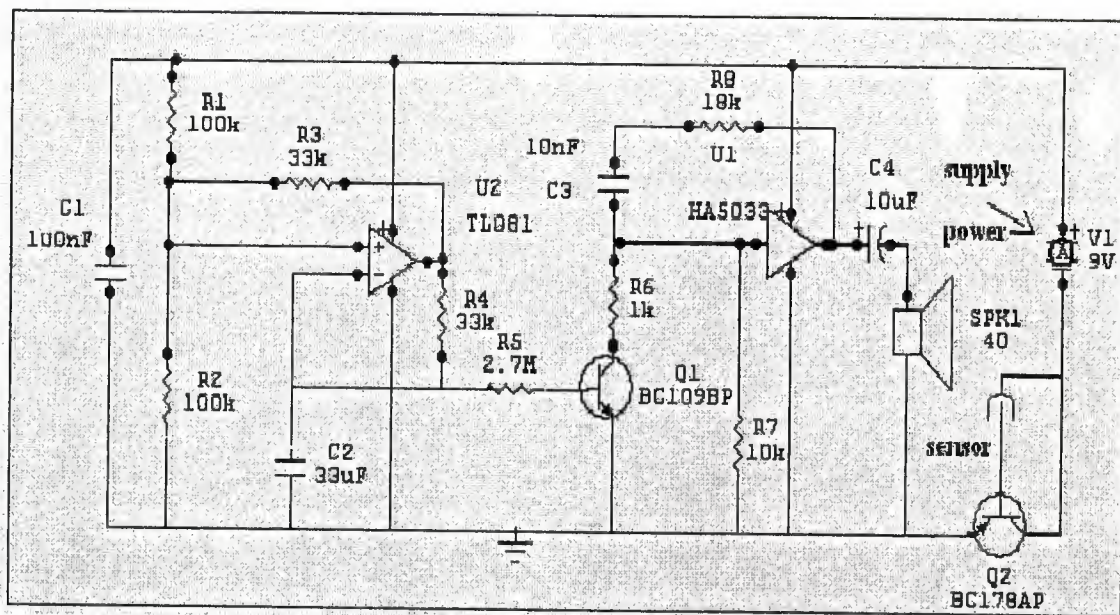 R1
100k
R3
33k
C1
100nF
U2
TL081
R4
33k
R5
2.7M
R2
100k
C2
33uF
R8
18k
U1
10nF
C3
HA5033
C4
10uF
R6
1k
Q1
BC109BP
R7
10k
supply
power
V1
9V
A
SPK1
40
sensor
Q2
BC178AP